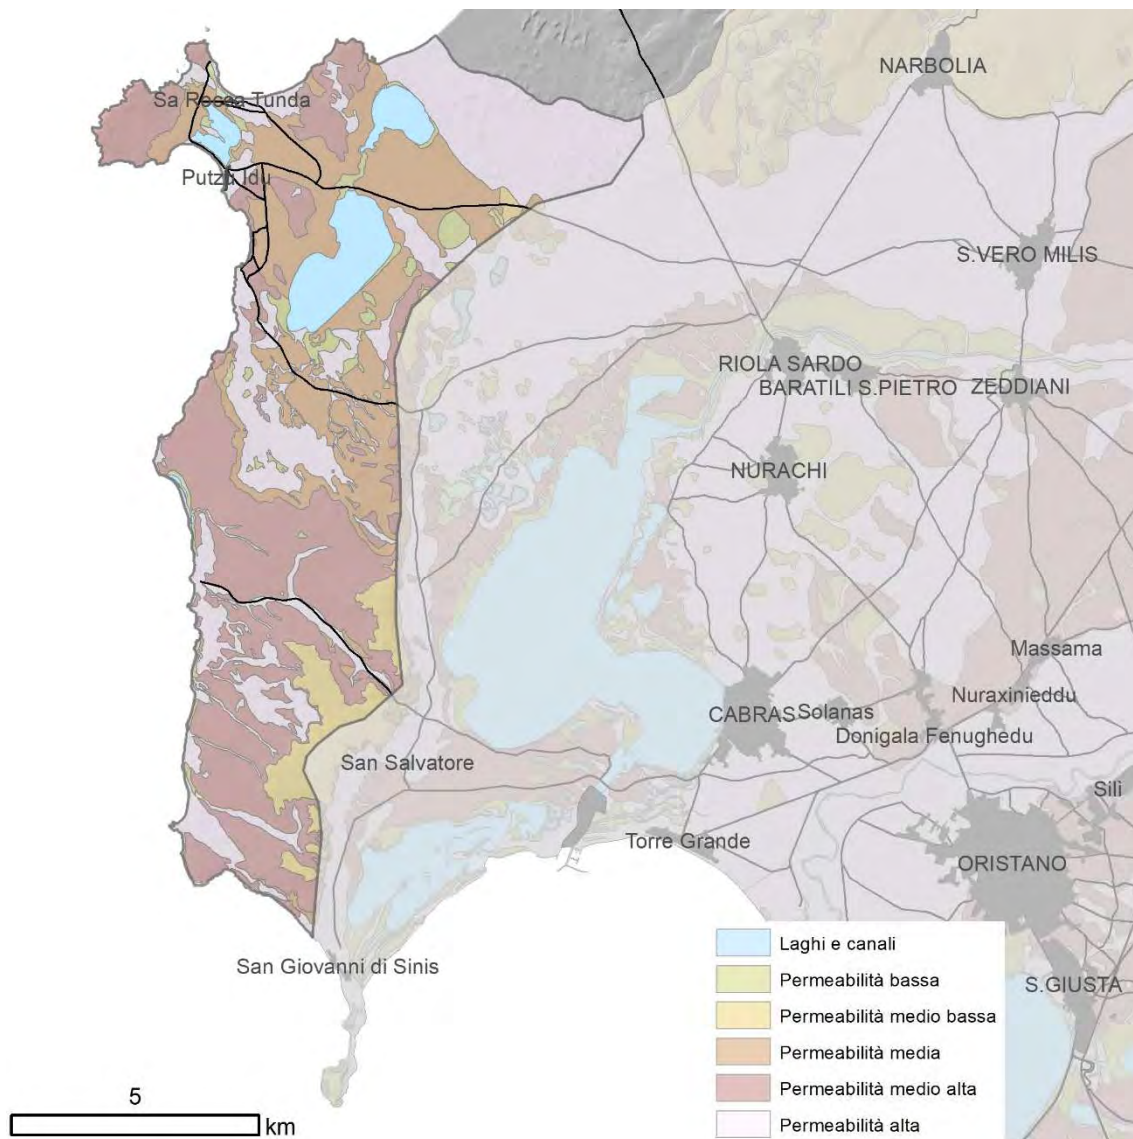 NARBOLIA
Sa Rocca Tunda
Putzu Idu
S.VERO MILIS
RIOLA SARDO
BARATILI S.PIETRO
ZEDDIANI
NURACHI
Massama
Nuraxinieddu
CABRAS
Solanas
Donigala Fenughedu
San Salvatore
Silì
Torre Grande
ORISTANO
San Giovanni di Sinis
S.GIUSTA
Laghi e canali
Permeabilità bassa
Permeabilità medio bassa
Permeabilità media
Permeabilità medio alta
Permeabilità alta
5
km